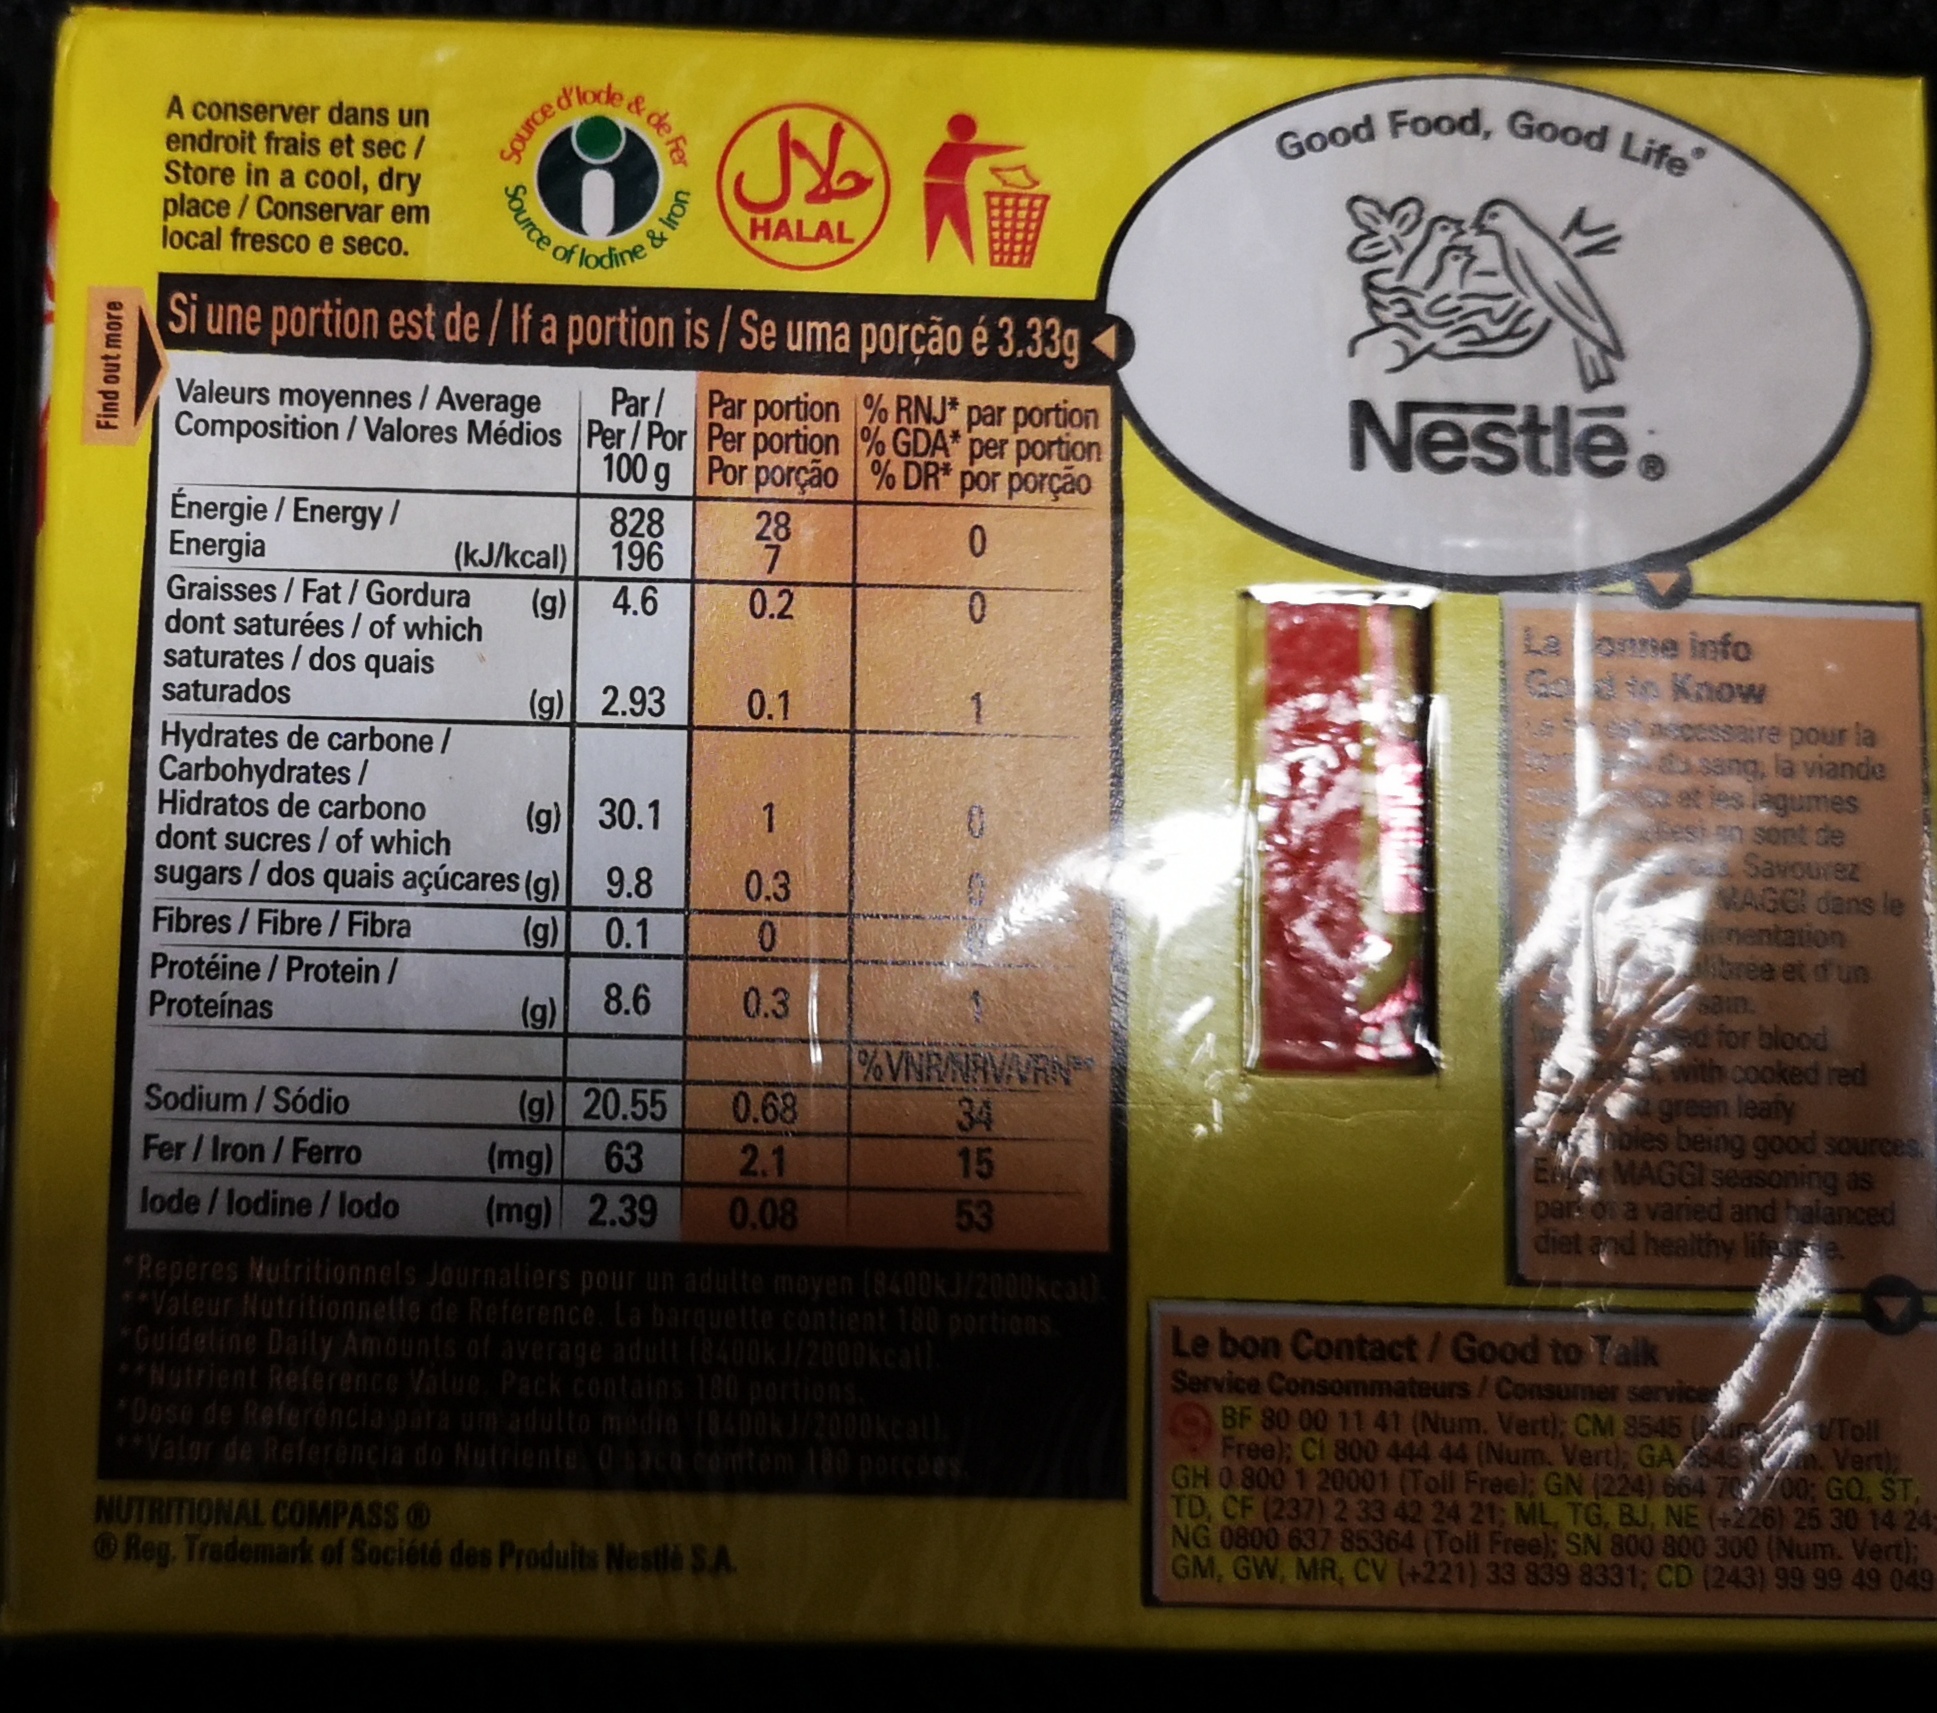 A conserver dans un
endroit frais et sec /
Store in a cool, dry
place / Conservar em
local fresco e seco.
Source d'Iode & de Fer
Source of Iodine & Iron
حلال
HALAL
Good Food, Good Life®
Nestlé®
Find out more
Si une portion est de / If a portion is / Se uma porção é 3.33g
Valeurs moyennes / Average
Composition / Valores Médios
Par /
Per / Por
100 g
Par portion
Per portion
Por porção
% RNJ* par portion
% GDA* per portion
% DR* por porção
Énergie / Energy / 828 28
Energia (kJ/kcal) 196 7 0
Graisses / Fat / Gordura (g) 4.6 0.2 0
dont saturées / of which
saturates / dos quais
saturados (g) 2.93 0.1 1
Hydrates de carbone /
Carbohydrates /
Hidratos de carbono (g) 30.1 1 0
dont sucres / of which
sugars / dos quais açúcares (g) 9.8 0.3
Fibres / Fibre / Fibra (g) 0.1 0
Protéine / Protein /
Proteínas (g) 8.6 0.3 1
%VNR/NRV/VRN**
Sodium / Sódio (g) 20.55 0.68 34
Fer / Iron / Ferro (mg) 63 2.1 15
Iode / Iodine / Iodo (mg) 2.39 0.08 53
*Repères Nutritionnels Journaliers pour un adulte moyen (8400kJ/2000kcal).
**Valeur Nutritionnelle de Référence. La barquette contient 180 portions.
*Guideline Daily Amounts of average adult (8400kJ/2000kcal).
**Nutrient Reference Value. Pack contains 180 portions.
*Dose de Referência para um adulto médio (8400kJ/2000kcal).
**Valor de Referência do Nutriente. O saco contem 180 porções.
NUTRITIONAL COMPASS ®
® Reg. Trademark of Société des Produits Nestlé S.A.
La info
Good to Know
nécessaire pour la
du sang, la viande
et les légumes
en sont de
Savourez
MAGGI dans le
et d'un
sain.
for blood
with cooked red
green leafy
being good sources.
Enjoy MAGGI seasoning as
part of a varied and balanced
diet and healthy lifestyle.
Le bon Contact / Good to Talk
Service Consommateurs / Consumer services
BF 80 00 11 41 (Num. Vert); CM 8545 /Toll
Free); CI 800 444 44 (Num. Vert); GA Vert);
GH 0 800 1 20001 (Toll Free); GN (224) 664 GQ, ST,
TD, CF (237) 2 33 42 24 21; ML, TG, BJ, NE (+226) 25 30 14 24;
NG 0800 637 85364 (Toll Free); SN 800 800 300 (Num. Vert);
GM, GW, MR, CV (+221) 33 839 8331; CD (243) 99 99 49 049